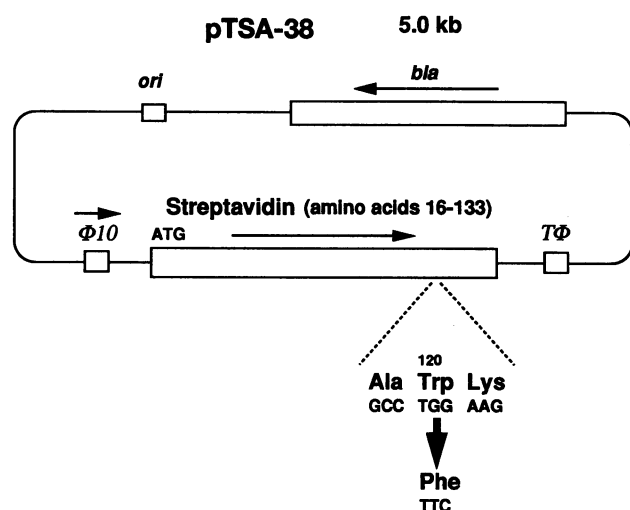 pTSA-38 5.0 kb
ori bla
Streptavidin (amino acids 16-133)
Φ10 ATG TΦ
120
Ala Trp Lys
GCC TGG AAG
Phe
TTC